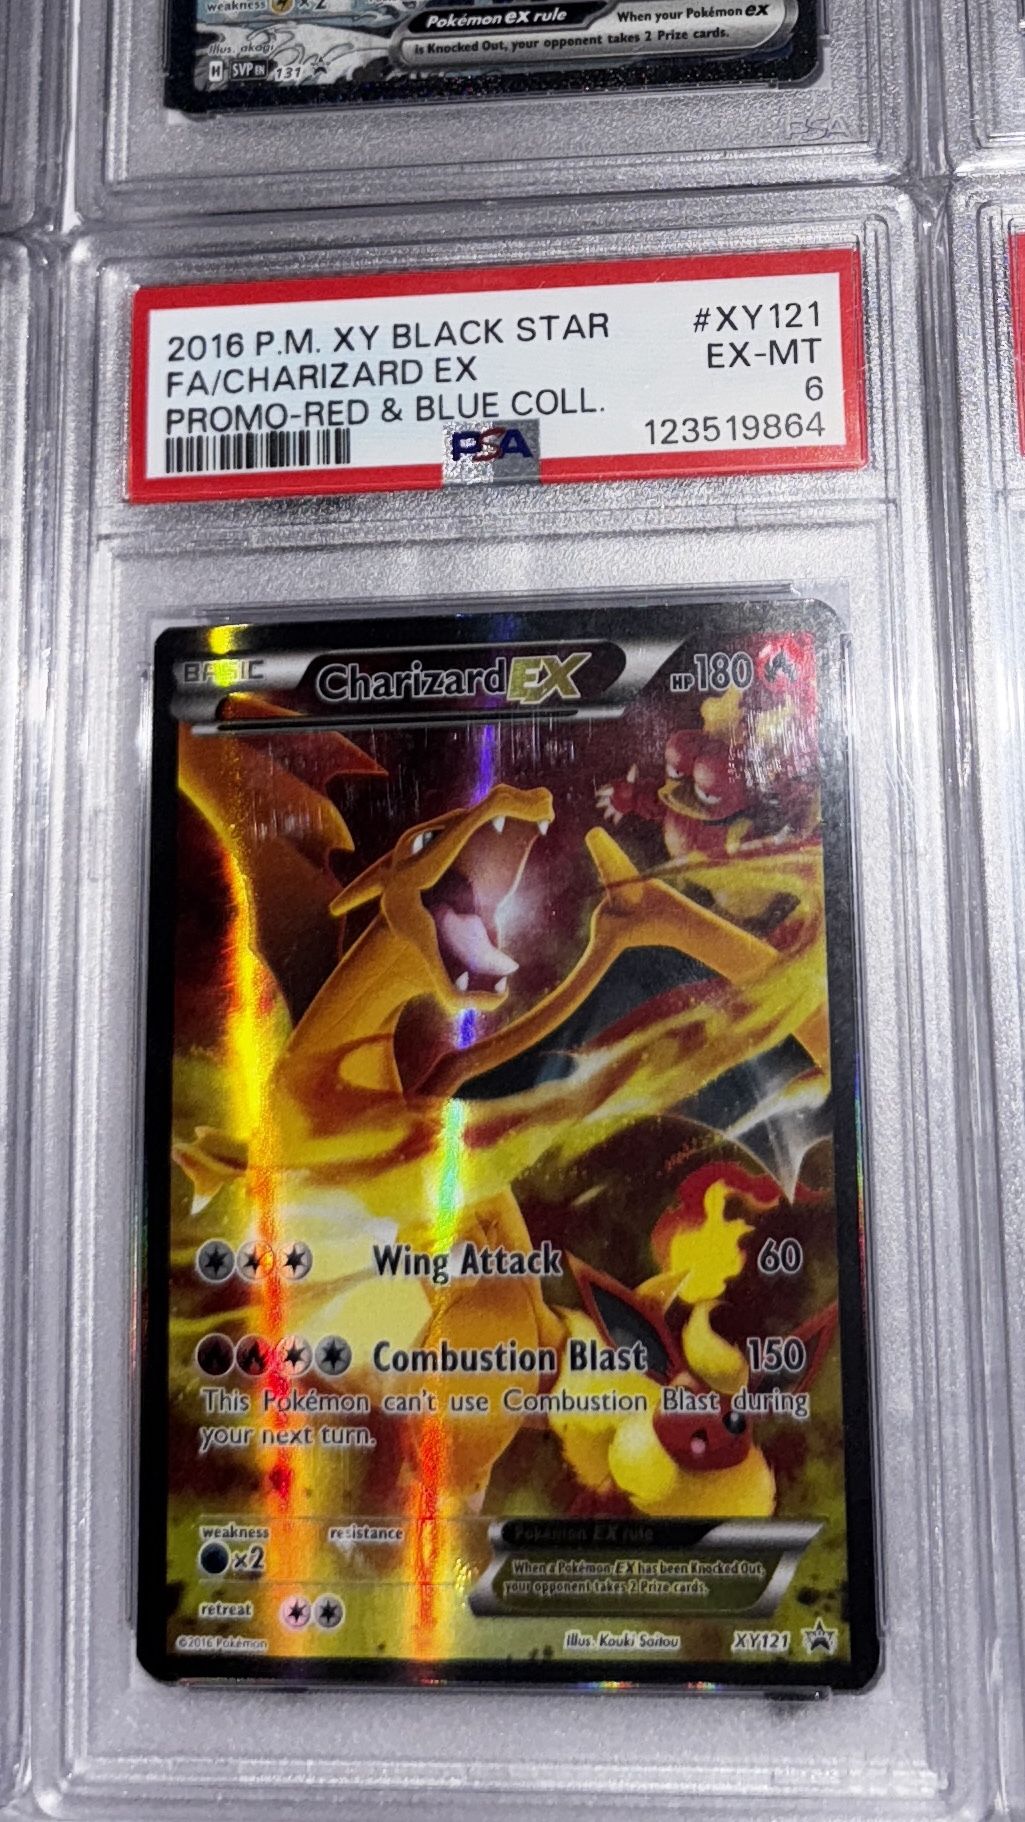 weakness x2
Pokémon ex rule When your Pokémon ex
is Knocked Out, your opponent takes 2 Prize cards.
Illus. akagi
H SVP EN 131
PSA
2016 P.M. XY BLACK STAR #XY121
FA/CHARIZARD EX EX-MT
PROMO-RED & BLUE COLL. 6
PSA 123519864
BASIC Charizard EX HP180
Wing Attack 60
Combustion Blast 150
This Pokémon can't use Combustion Blast during
your next turn.
weakness resistance
x2
Pokémon EX rule
When a Pokémon-EX has been Knocked Out,
your opponent takes 2 Prize cards.
retreat
©2016 Pokémon Illus. Kouki Saitou XY121